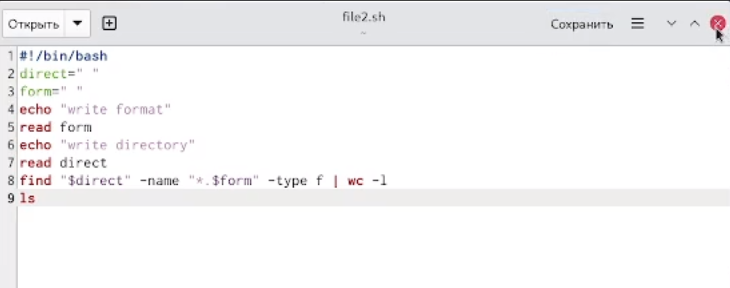 Открыть
file2.sh
Сохранить
1 #!/bin/bash
2 direct=" "
3 form=" "
4 echo "write format"
5 read form
6 echo "write directory"
7 read direct
8 find "$direct" -name "*.$form" -type f | wc -l
9 ls